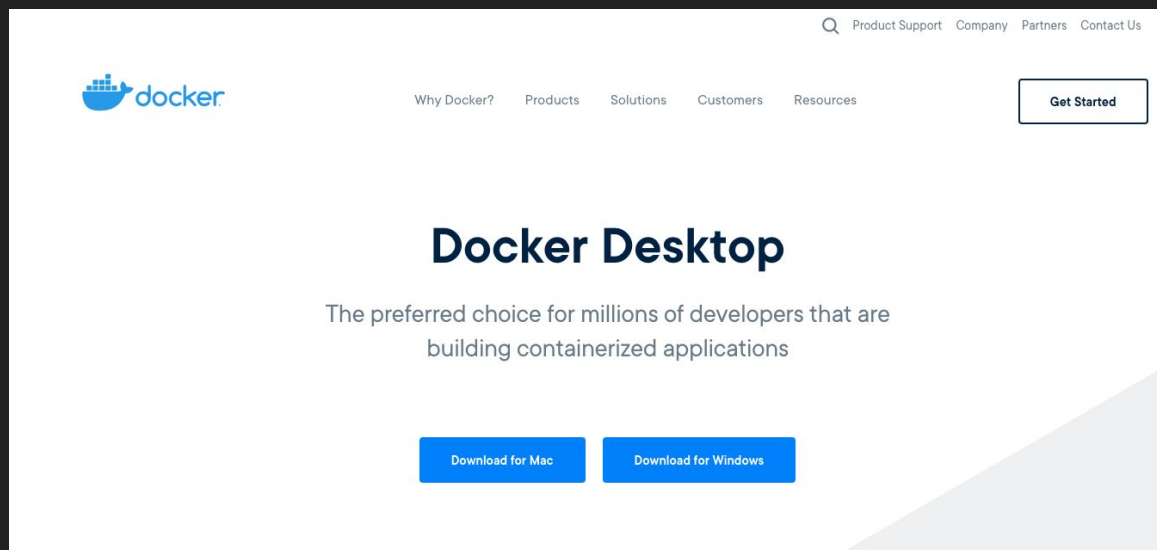 Product Support Company Partners Contact Us
docker
Why Docker? Products Solutions Customers Resources
Get Started
Docker Desktop
The preferred choice for millions of developers that are
building containerized applications
Download for Mac
Download for Windows